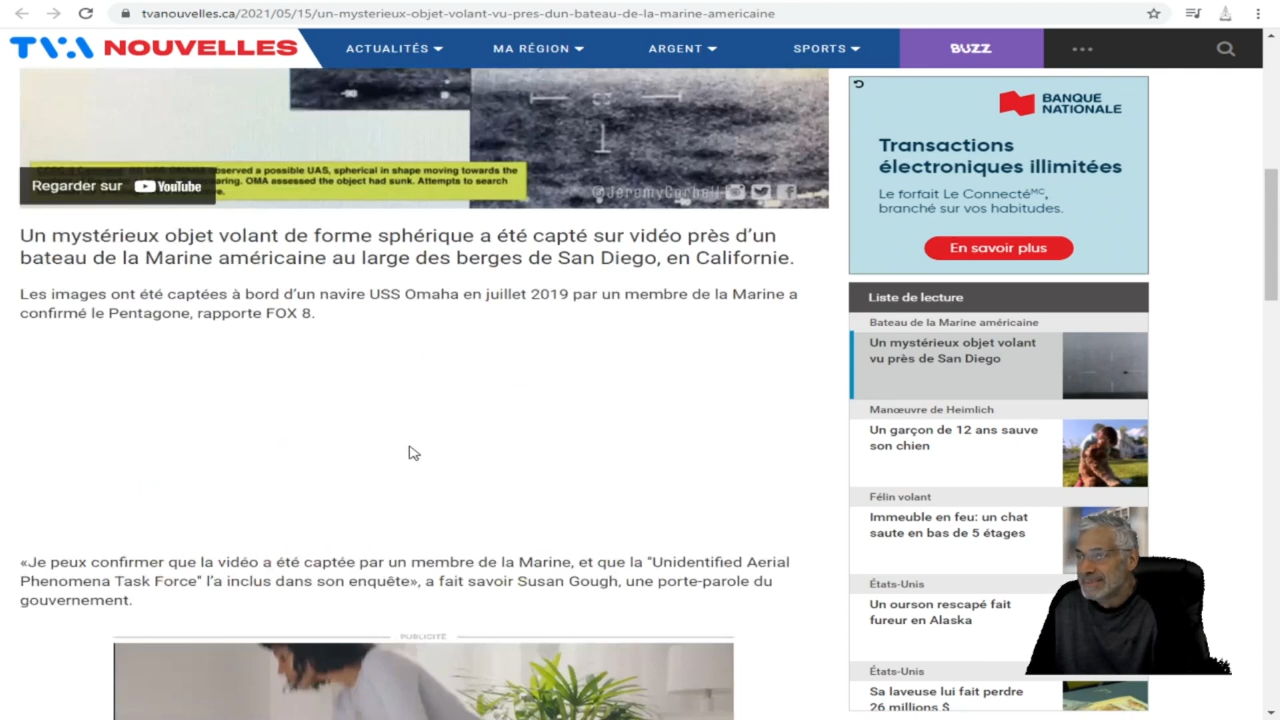 tvanouvelles.ca/2021/05/15/un-mysterieux-objet-volant-vu-pres-dun-bateau-de-la-marine-americaine
TVA NOUVELLES
ACTUALITÉS
MA RÉGION
ARGENT
SPORTS
BUZZ
observed a possible UAS, spherical in shape moving towards the
OMA assessed the object had sunk. Attempts to search
Regarder sur YouTube
@JeremyCorbell
Un mystérieux objet volant de forme sphérique a été capté sur vidéo près d'un
bateau de la Marine américaine au large des berges de San Diego, en Californie.
Les images ont été captées à bord d'un navire USS Omaha en juillet 2019 par un membre de la Marine a
confirmé le Pentagone, rapporte FOX 8.
«Je peux confirmer que la vidéo a été captée par un membre de la Marine, et que la "Unidentified Aerial
Phenomena Task Force" l'a inclus dans son enquête», a fait savoir Susan Gough, une porte-parole du
gouvernement.
PUBLICITÉ
BANQUE
NATIONALE
Transactions
électroniques illimitées
Le forfait Le Connecté MC,
branché sur vos habitudes.
En savoir plus
Liste de lecture
Bateau de la Marine américaine
Un mystérieux objet volant
vu près de San Diego
Manœuvre de Heimlich
Un garçon de 12 ans sauve
son chien
Félin volant
Immeuble en feu: un chat
saute en bas de 5 étages
États-Unis
Un ourson rescapé fait
fureur en Alaska
États-Unis
Sa laveuse lui fait perdre
26 millions $